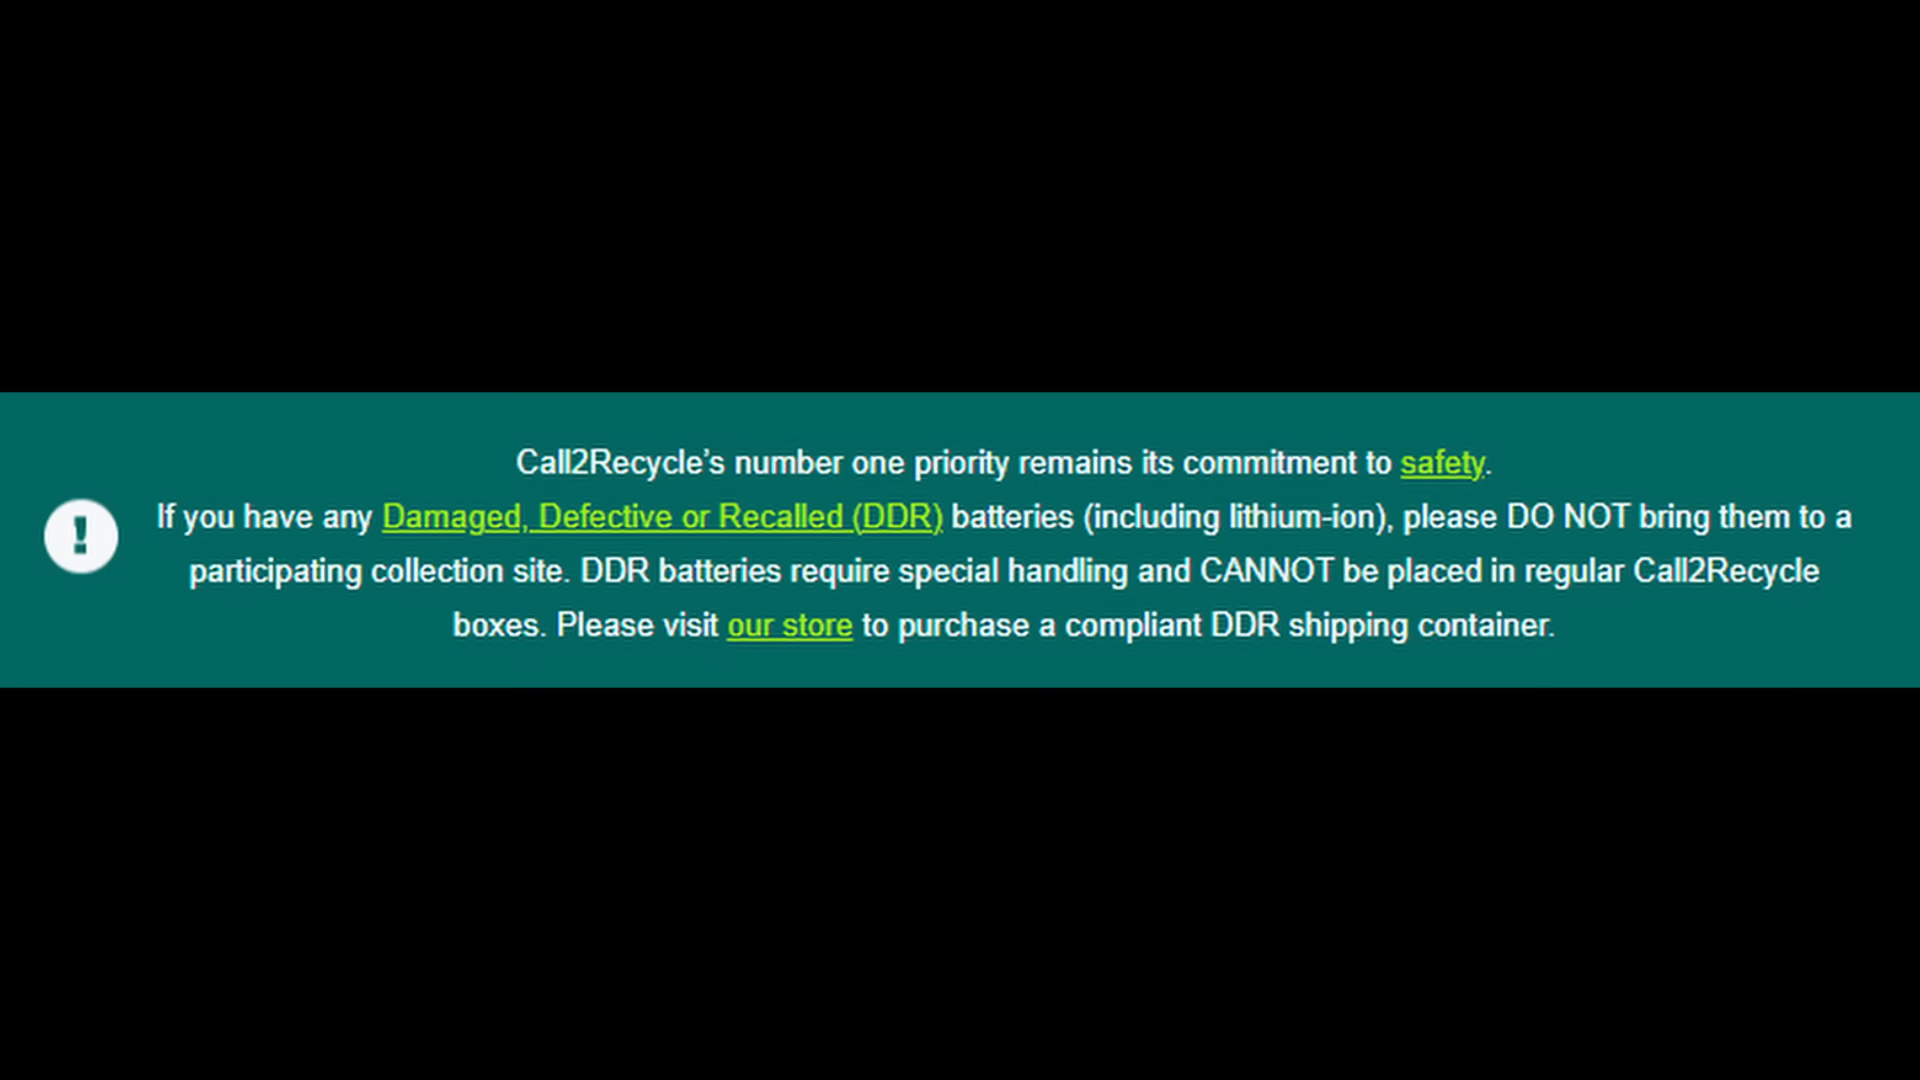 Call2Recycle’s number one priority remains its commitment to safety.
If you have any Damaged, Defective or Recalled (DDR) batteries (including lithium-ion), please DO NOT bring them to a
participating collection site. DDR batteries require special handling and CANNOT be placed in regular Call2Recycle
boxes. Please visit our store to purchase a compliant DDR shipping container.